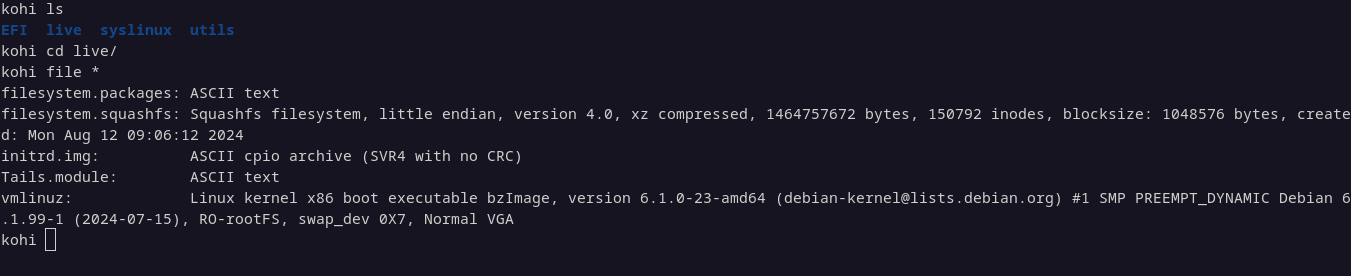 kohi ls
EFI  live  syslinux  utils
kohi cd live/
kohi file *
filesystem.packages: ASCII text
filesystem.squashfs: Squashfs filesystem, little endian, version 4.0, xz compressed, 1464757672 bytes, 150792 inodes, blocksize: 1048576 bytes, create
d: Mon Aug 12 09:06:12 2024
initrd.img:          ASCII cpio archive (SVR4 with no CRC)
Tails.module:        ASCII text
vmlinuz:             Linux kernel x86 boot executable bzImage, version 6.1.0-23-amd64 (debian-kernel@lists.debian.org) #1 SMP PREEMPT_DYNAMIC Debian 6
.1.99-1 (2024-07-15), RO-rootFS, swap_dev 0X7, Normal VGA
kohi